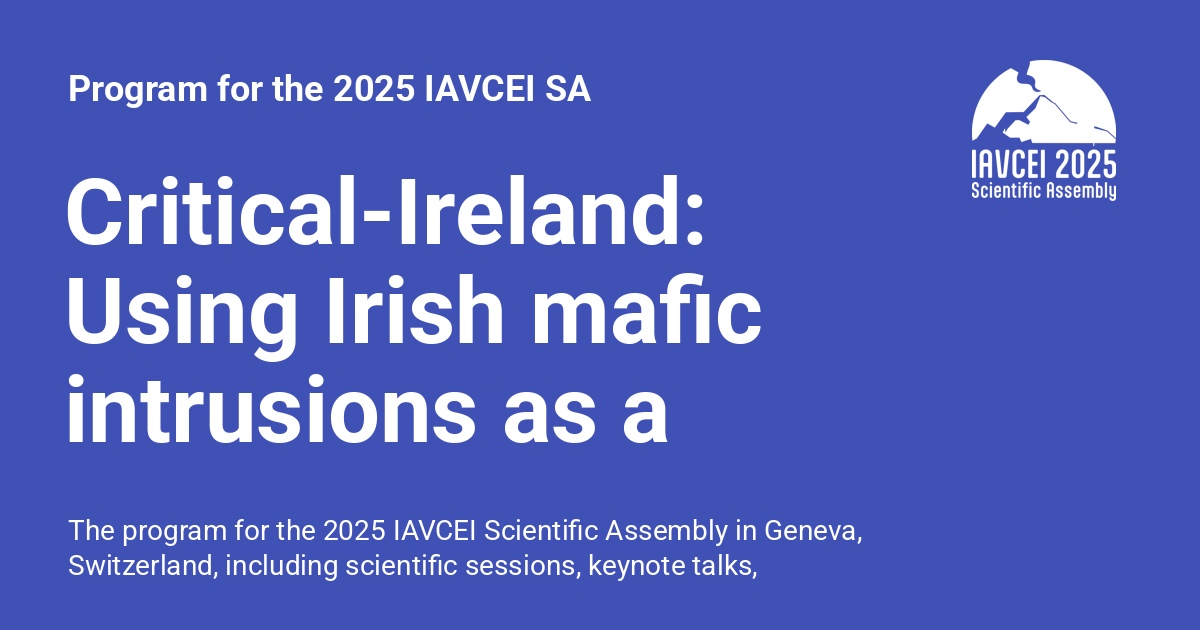 Program for the 2025 IAVCEI SA
IAVCEI 2025
Scientific Assembly
Critical-Ireland:
Using Irish mafic
intrusions as a
The program for the 2025 IAVCEI Scientific Assembly in Geneva,
Switzerland, including scientific sessions, keynote talks,